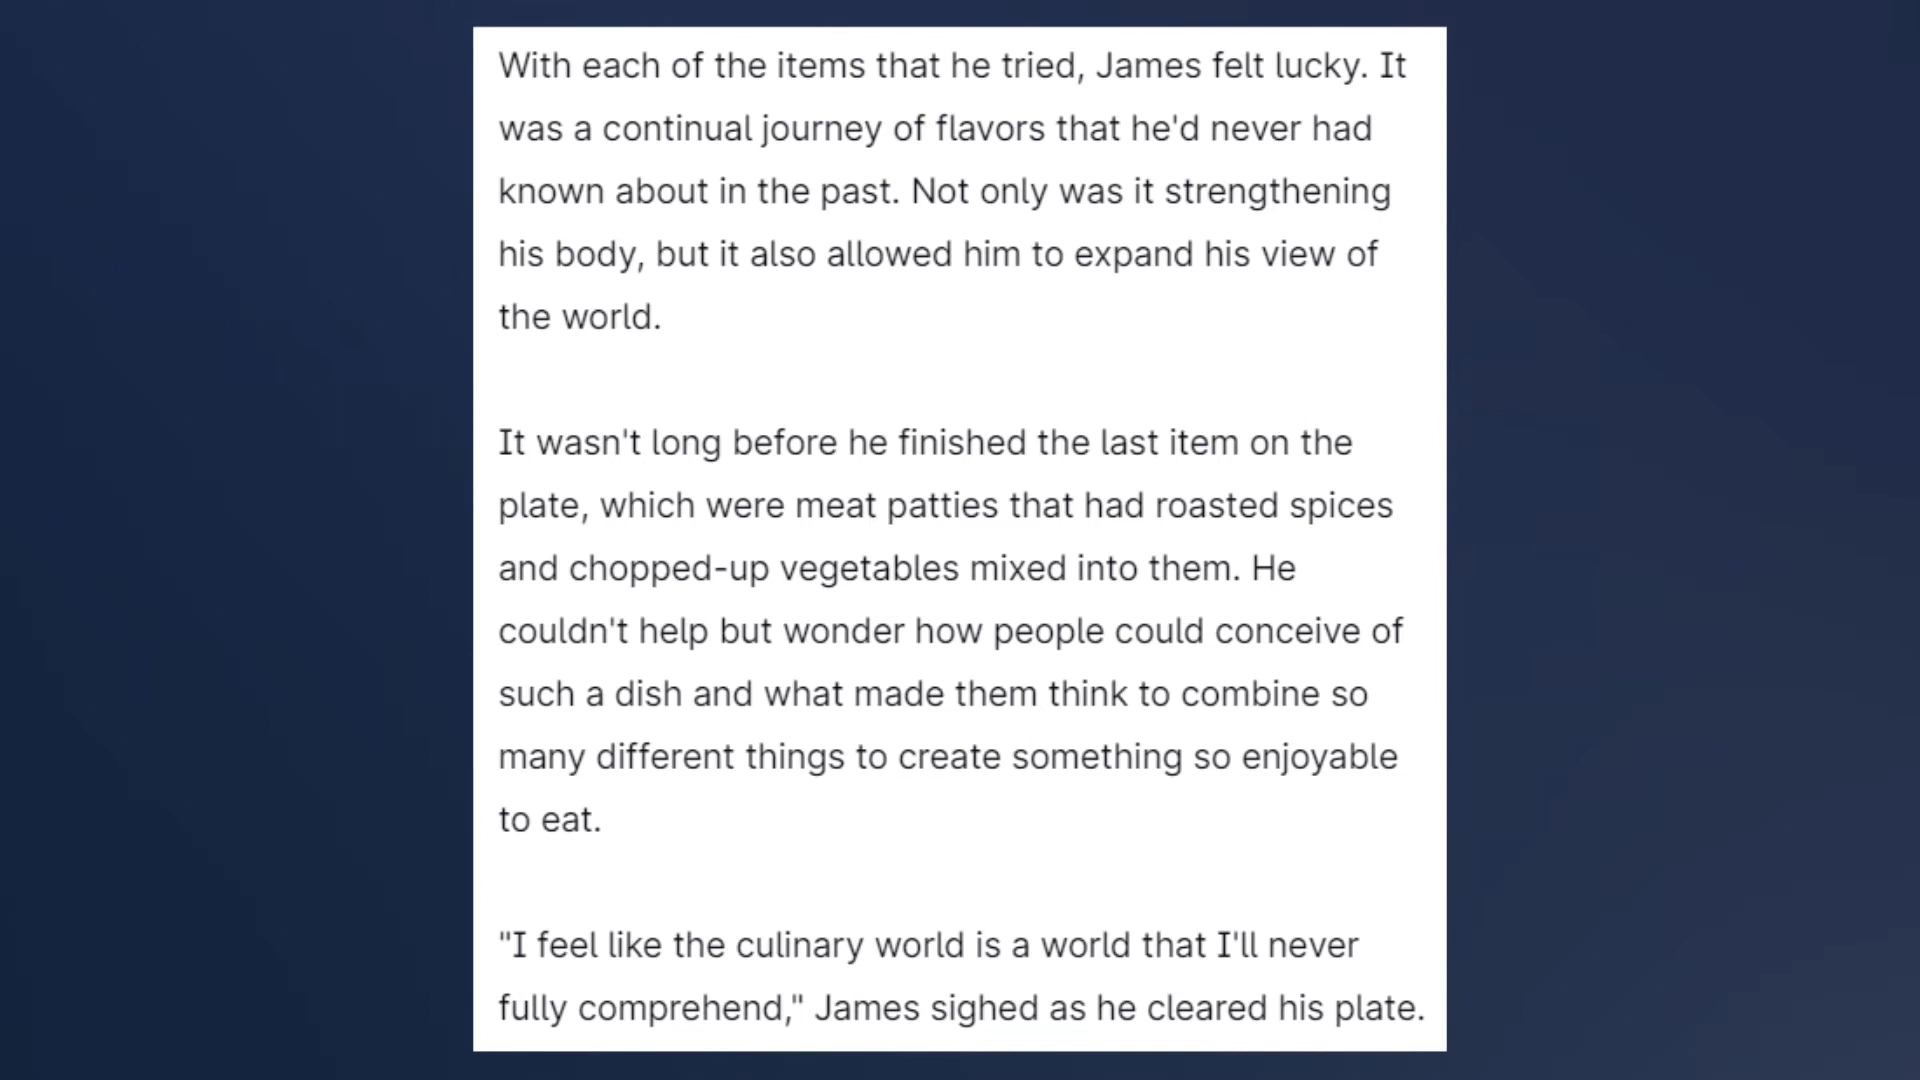 With each of the items that he tried, James felt lucky. It
was a continual journey of flavors that he'd never had
known about in the past. Not only was it strengthening
his body, but it also allowed him to expand his view of
the world.
It wasn't long before he finished the last item on the
plate, which were meat patties that had roasted spices
and chopped-up vegetables mixed into them. He
couldn't help but wonder how people could conceive of
such a dish and what made them think to combine so
many different things to create something so enjoyable
to eat.
"I feel like the culinary world is a world that I'll never
fully comprehend," James sighed as he cleared his plate.